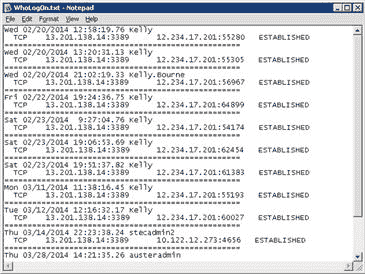 WhoLogOn.txt - Notepad
File Edit Format View Help
Wed 02/20/2014 12:58:19.76 Kelly
TCP 13.201.138.14:3389 12.234.17.201:55280 ESTABLISHED
==========================================
Wed 02/20/2014 13:20:31.13 Kelly
TCP 13.201.138.14:3389 12.234.17.201:55305 ESTABLISHED
==========================================
Wed 02/20/2014 21:02:19.33 Kelly.Bourne
TCP 13.201.138.14:3389 12.234.17.201:56967 ESTABLISHED
==========================================
Fri 02/22/2014 19:24:36.75 Kelly
TCP 13.201.138.14:3389 12.234.17.201:64899 ESTABLISHED
==========================================
Sat 02/23/2014 9:27:04.76 Kelly
TCP 13.201.138.14:3389 12.234.17.201:54174 ESTABLISHED
==========================================
Sat 02/23/2014 19:06:53.69 Kelly
TCP 13.201.138.14:3389 12.234.17.201:62454 ESTABLISHED
==========================================
Sat 02/23/2014 19:51:37.82 Kelly
TCP 13.201.138.14:3389 12.234.17.201:61383 ESTABLISHED
==========================================
Mon 03/11/2014 11:38:16.45 Kelly
TCP 13.201.138.14:3389 12.234.17.201:55193 ESTABLISHED
==========================================
Tue 03/12/2014 12:16:32.17 Kelly
TCP 13.201.138.14:3389 12.234.17.201:60027 ESTABLISHED
==========================================
Thu 03/14/2014 22:23:38.24 stecadmin2
TCP 13.201.138.14:3389 10.122.12.273:4656 ESTABLISHED
==========================================
Thu 03/28/2014 14:21:35.26 austeradmin